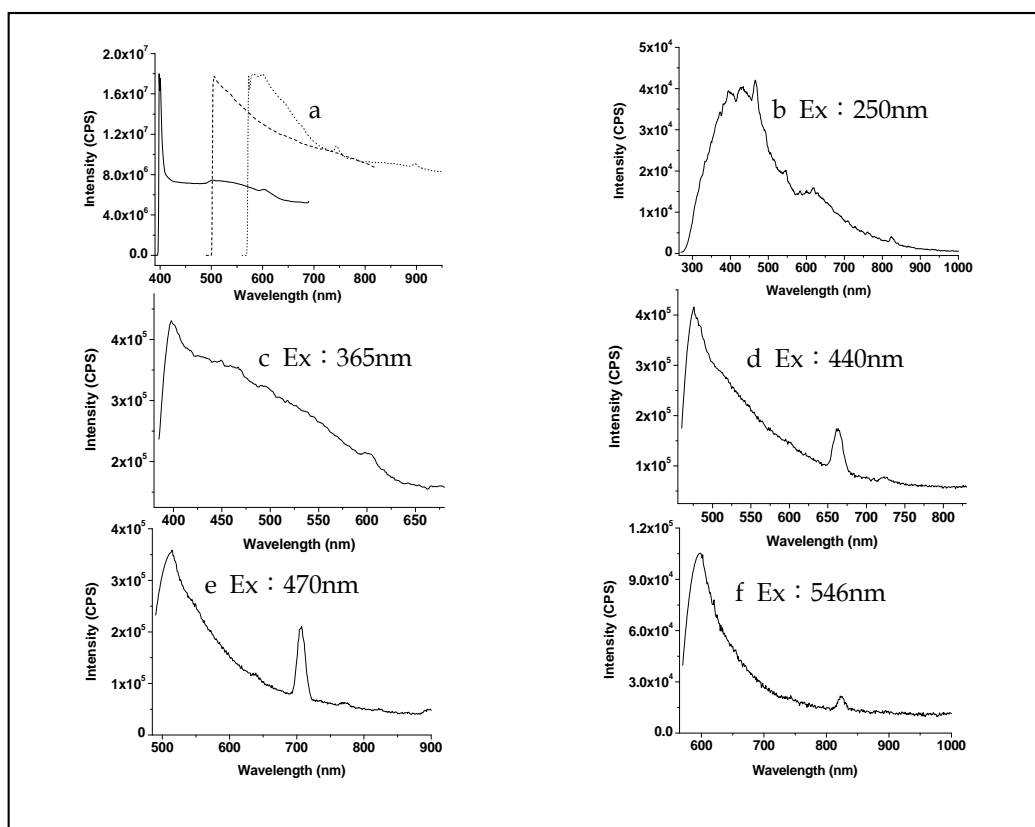 2.0x10⁷
1.6x10⁷
1.2x10⁷
8.0x10⁶
4.0x10⁶
0.0
Intensity (CPS)
a
400 500 600 700 800 900
Wavelength (nm)
5x10⁴
4x10⁴
3x10⁴
2x10⁴
1x10⁴
0
Intensity (CPS)
b Ex：250nm
300 400 500 600 700 800 900 1000
Wavelength (nm)
4x10⁵
3x10⁵
2x10⁵
Intensity (CPS)
c Ex：365nm
400 450 500 550 600 650
Wavelength (nm)
4x10⁵
3x10⁵
2x10⁵
1x10⁵
Intensity (CPS)
d Ex：440nm
500 550 600 650 700 750 800
Wavelength (nm)
4x10⁵
3x10⁵
2x10⁵
1x10⁵
0
Intensity (CPS)
e Ex：470nm
500 600 700 800 900
Wavelength (nm)
1.2x10⁵
9.0x10⁴
6.0x10⁴
3.0x10⁴
0.0
Intensity (CPS)
f Ex：546nm
600 700 800 900 1000
Wavelength (nm)